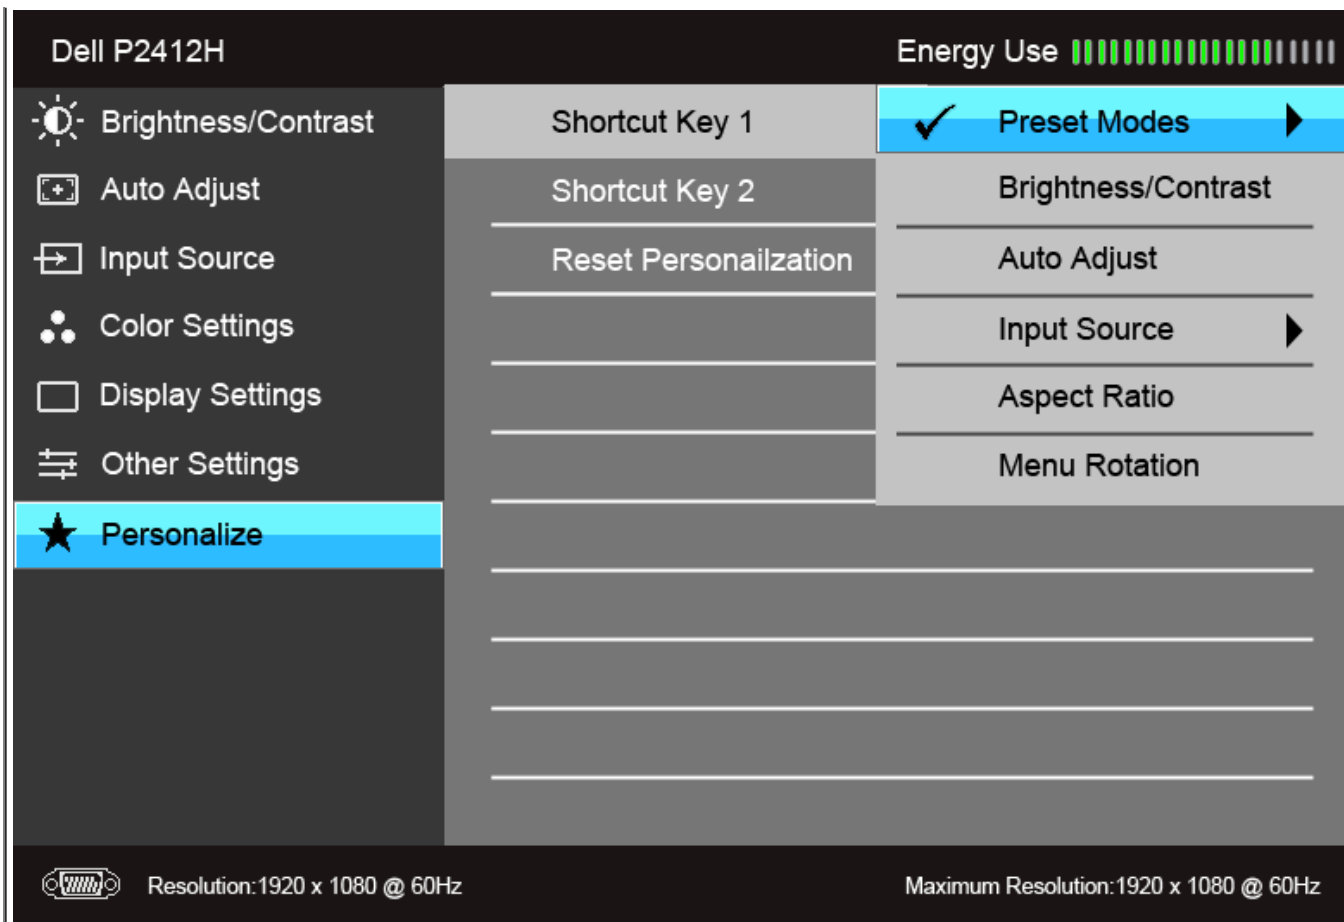 Dell P2412H Energy Use
Brightness/Contrast Shortcut Key 1 Preset Modes
Auto Adjust Shortcut Key 2 Brightness/Contrast
Input Source Reset Personailzation Auto Adjust
Color Settings Input Source
Display Settings Aspect Ratio
Other Settings Menu Rotation
Personalize
Resolution:1920 x 1080 @ 60Hz Maximum Resolution:1920 x 1080 @ 60Hz